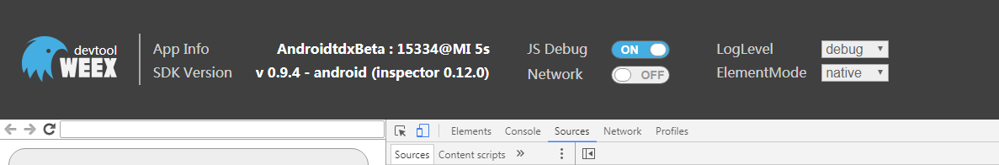 devtool
WEEX
App Info AndroidtdxBeta : 15334@MI 5s JS Debug ON LogLevel debug
SDK Version v 0.9.4 - android (inspector 0.12.0) Network OFF ElementMode native
Elements Console Sources Network Profiles
Sources Content scripts »